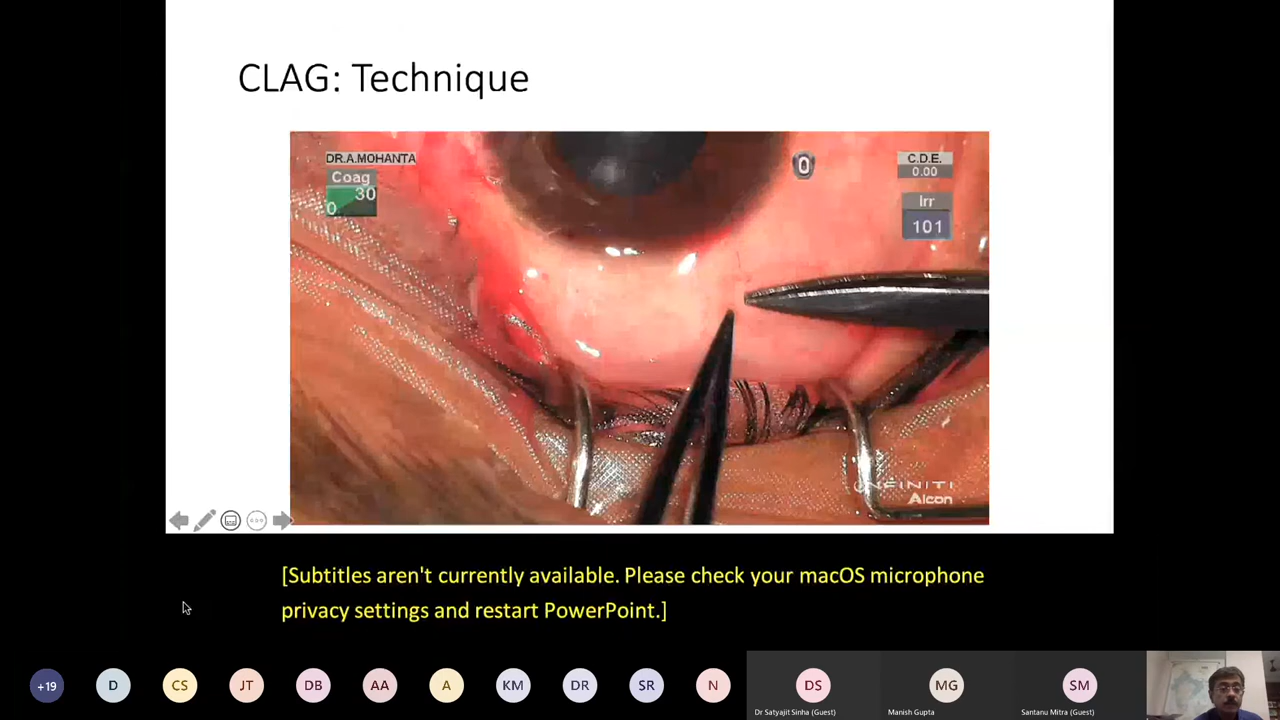 CLAG: Technique
DR.A.MOHANTA
Coag
30
0
0
C.D.E.
0.00
Irr
101
INFINITI
Alcon
[Subtitles aren't currently available. Please check your macOS microphone
privacy settings and restart PowerPoint.]
+19
D
CS
JT
DB
AA
A
KM
DR
SR
N
DS
MG
SM
Dr Satyajit Sinha (Guest)
Manish Gupta
Santanu Mitra (Guest)